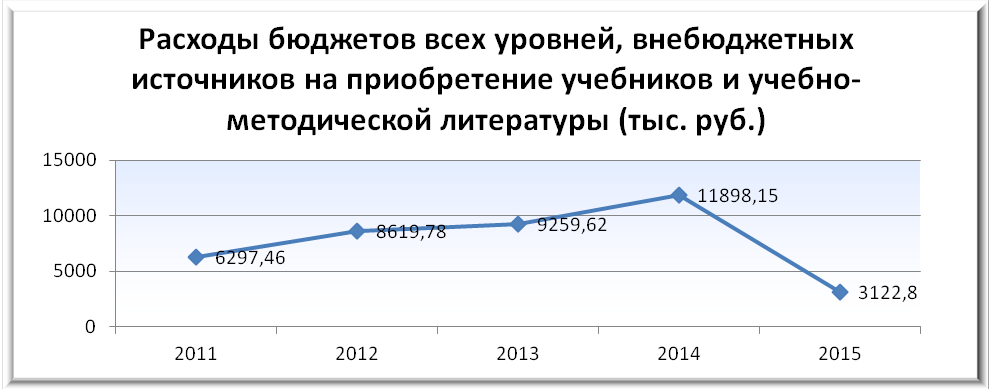 Расходы бюджетов всех уровней, внебюджетных
источников на приобретение учебников и учебно-
методической литературы (тыс. руб.)
15000
10000
5000
0
6297,46
8619,78
9259,62
11898,15
3122,8
2011 2012 2013 2014 2015